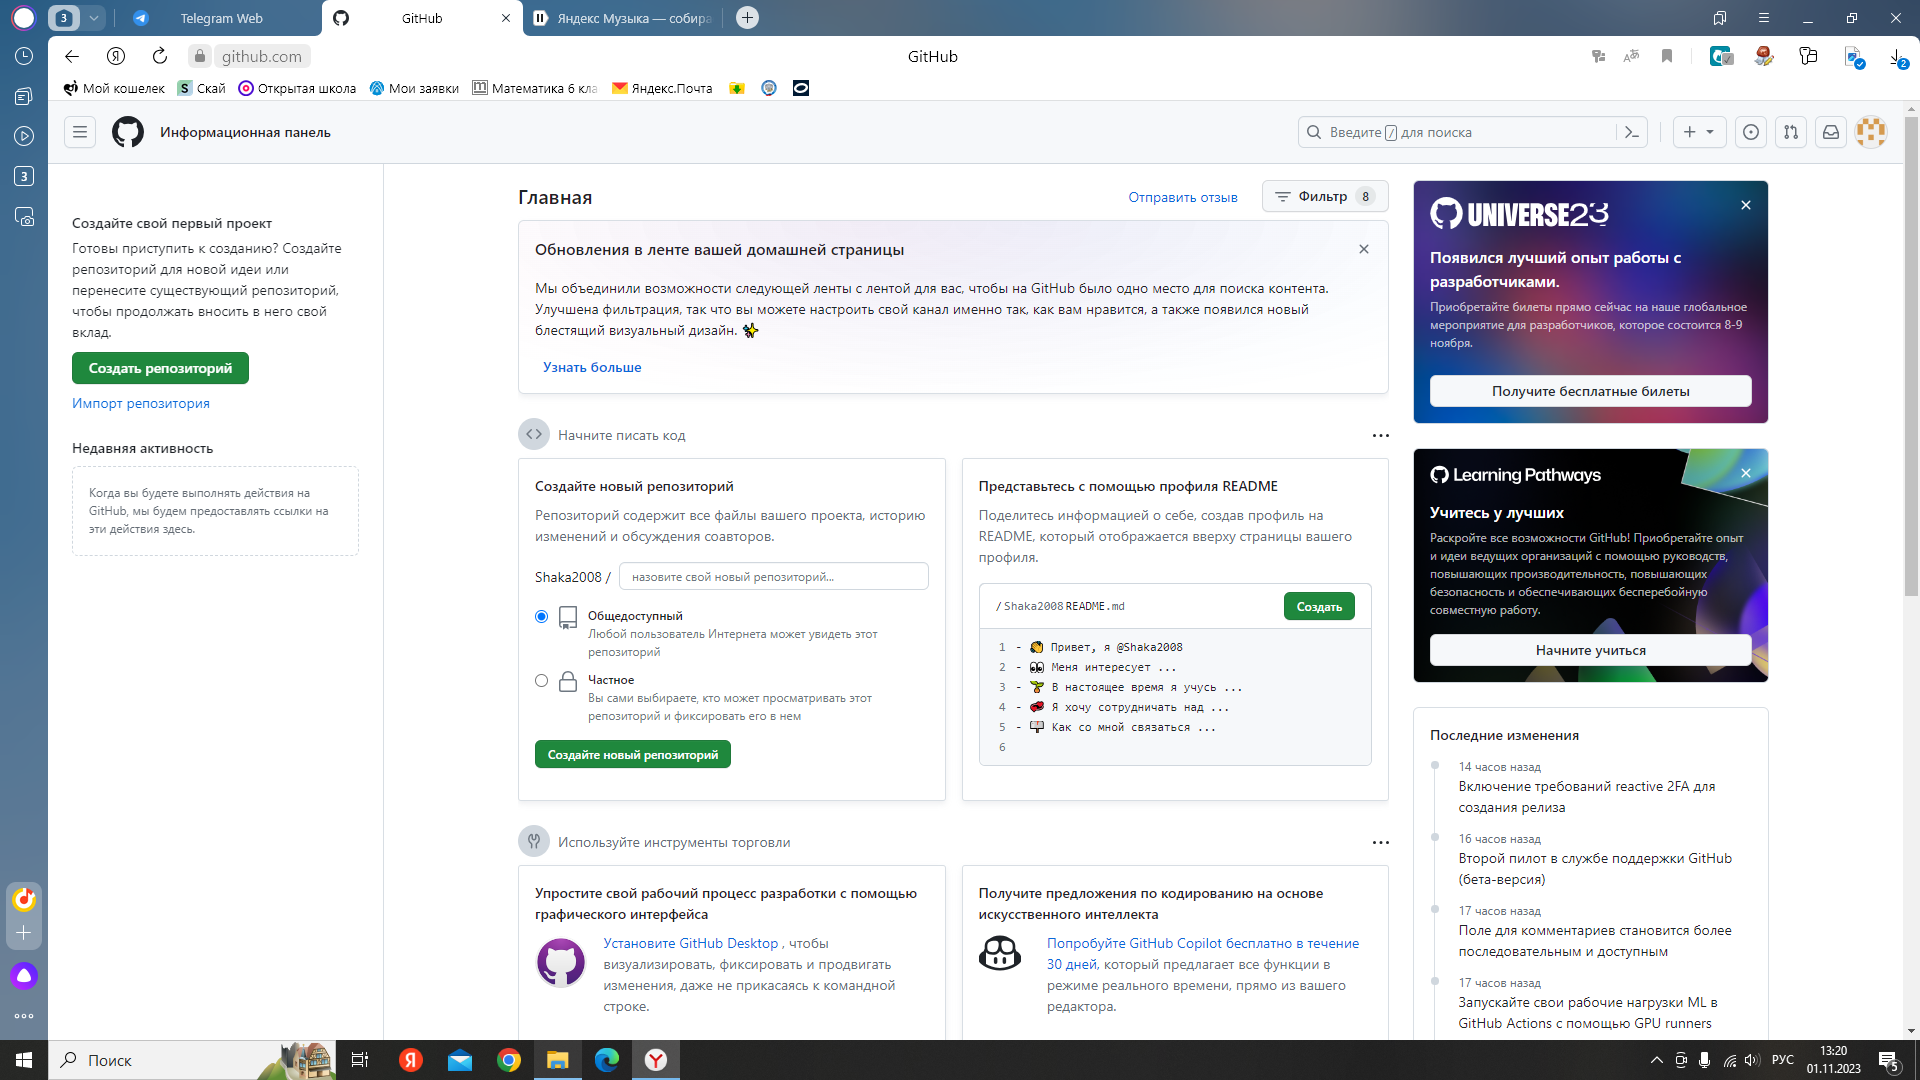 3
Telegram Web
GitHub
Яндекс Музыка — собира
github.com
GitHub
2
Мой кошелек
S
Скай
Открытая школа
Мои заявки
Математика 6 кла
Яндекс.Почта
Информационная панель
Введите / для поиска
3
Создайте свой первый проект
Готовы приступить к созданию? Создайте
репозиторий для новой идеи или
перенесите существующий репозиторий,
чтобы продолжать вносить в него свой
вклад.
Создать репозиторий
Импорт репозитория
Недавняя активность
Когда вы будете выполнять действия на
GitHub, мы будем предоставлять ссылки на
эти действия здесь.
Главная
Отправить отзыв
Фильтр 8
Обновления в ленте вашей домашней страницы
Мы объединили возможности следующей ленты с лентой для вас, чтобы на GitHub было одно место для поиска контента.
Улучшена фильтрация, так что вы можете настроить свой канал именно так, как вам нравится, а также появился новый
блестящий визуальный дизайн. ✨
Узнать больше
Начните писать код
Создайте новый репозиторий
Репозиторий содержит все файлы вашего проекта, историю
изменений и обсуждения соавторов.
Shaka2008 /
назовите свой новый репозиторий...
Общедоступный
Любой пользователь Интернета может увидеть этот
репозиторий
Частное
Вы сами выбираете, кто может просматривать этот
репозиторий и фиксировать его в нем
Создайте новый репозиторий
Представьтесь с помощью профиля README
Поделитесь информацией о себе, создав профиль на
README, который отображается вверху страницы вашего
профиля.
/ Shaka2008 README.md
Создать
1 - 👋 Привет, я @Shaka2008
2 - 👀 Меня интересует ...
3 - 🌱 В настоящее время я учусь ...
4 - 💞️ Я хочу сотрудничать над ...
5 - 📫 Как со мной связаться ...
6
Используйте инструменты торговли
Упростите свой рабочий процесс разработки с помощью
графического интерфейса
Установите GitHub Desktop , чтобы
визуализировать, фиксировать и продвигать
изменения, даже не прикасаясь к командной
строке.
Получите предложения по кодированию на основе
искусственного интеллекта
Попробуйте GitHub Copilot бесплатно в течение
30 дней, который предлагает все функции в
режиме реального времени, прямо из вашего
редактора.
UNIVERSE23
Появился лучший опыт работы с
разработчиками.
Приобретайте билеты прямо сейчас на наше глобальное
мероприятие для разработчиков, которое состоится 8-9
ноября.
Получите бесплатные билеты
Learning Pathways
Учитесь у лучших
Раскройте все возможности GitHub! Приобретайте опыт
и идеи ведущих организаций с помощью руководств,
повышающих производительность, повышающих
безопасность и обеспечивающих бесперебойную
совместную работу.
Начните учиться
Последние изменения
14 часов назад
Включение требований reactive 2FA для
создания релиза
16 часов назад
Второй пилот в службе поддержки GitHub
(бета-версия)
17 часов назад
Поле для комментариев становится более
последовательным и доступным
17 часов назад
Запускайте свои рабочие нагрузки ML в
GitHub Actions с помощью GPU runners
Поиск
РУС
13:20
01.11.2023
5